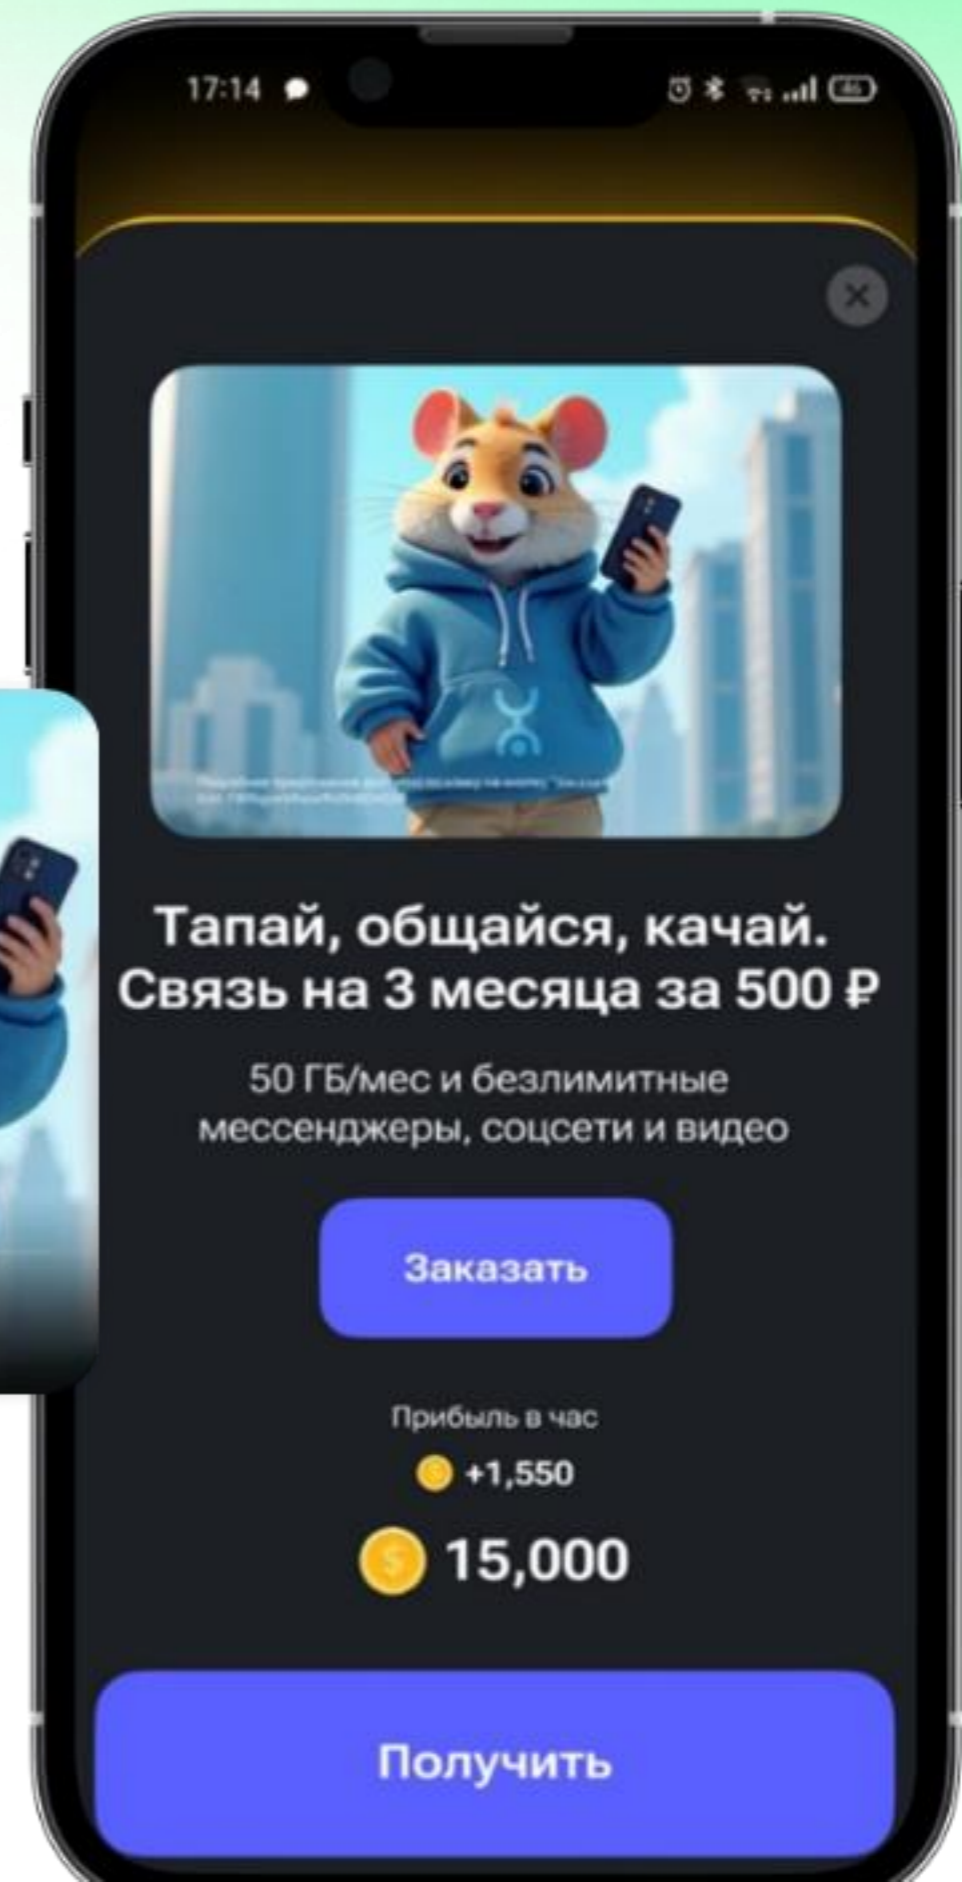 17:14
46
Тапай, общайся, качай.
Связь на 3 месяца за 500 ₽
50 ГБ/мес и безлимитные
мессенджеры, соцсети и видео
Заказать
Прибыль в час
+1,550
15,000
Получить